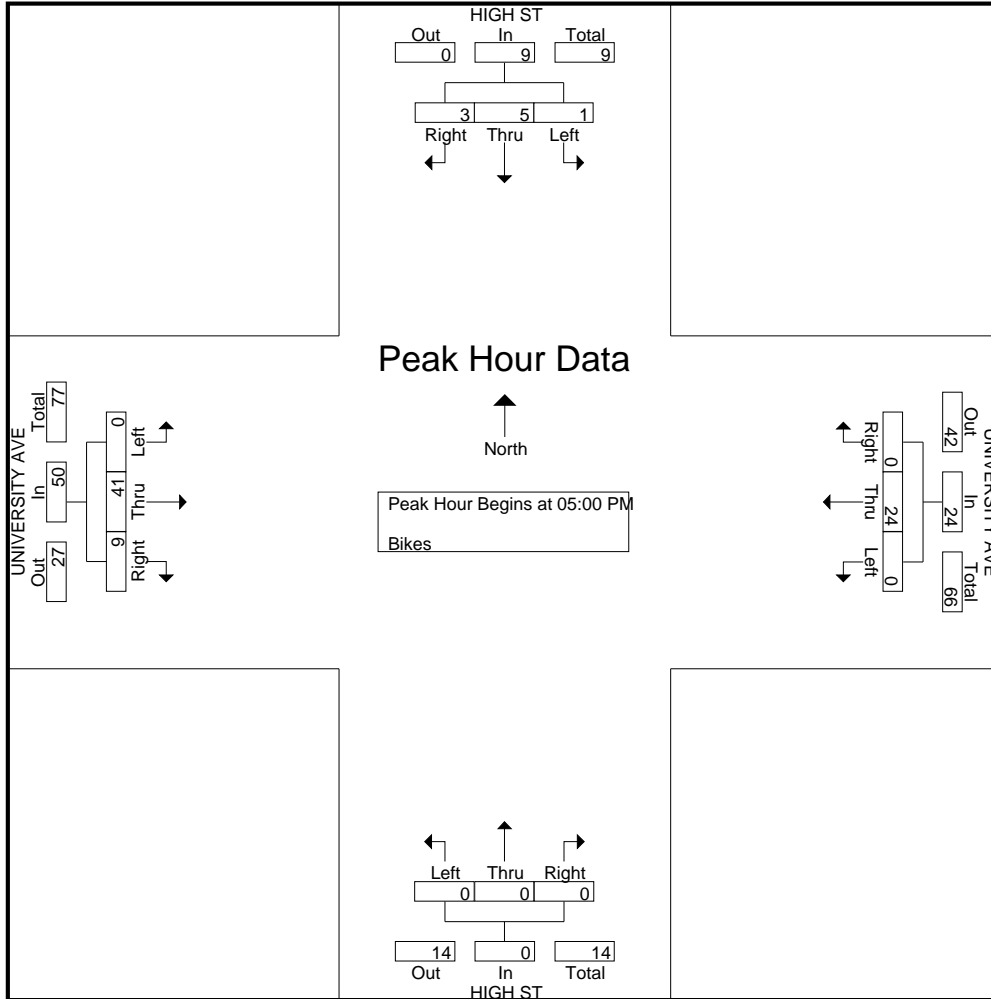 HIGH ST
Out In Total
0 9 9
3 5 1
Right Thru Left
Peak Hour Data
North
Peak Hour Begins at 05:00 PM
Bikes
UNIVERSITY AVE
Out In Total
27 50 77
Right Thru Left
9 41 0
UNIVERSITY AVE
Out In Total
42 24 66
Right Thru Left
0 24 0
Left Thru Right
0 0 0
14 0 14
Out In Total
HIGH ST